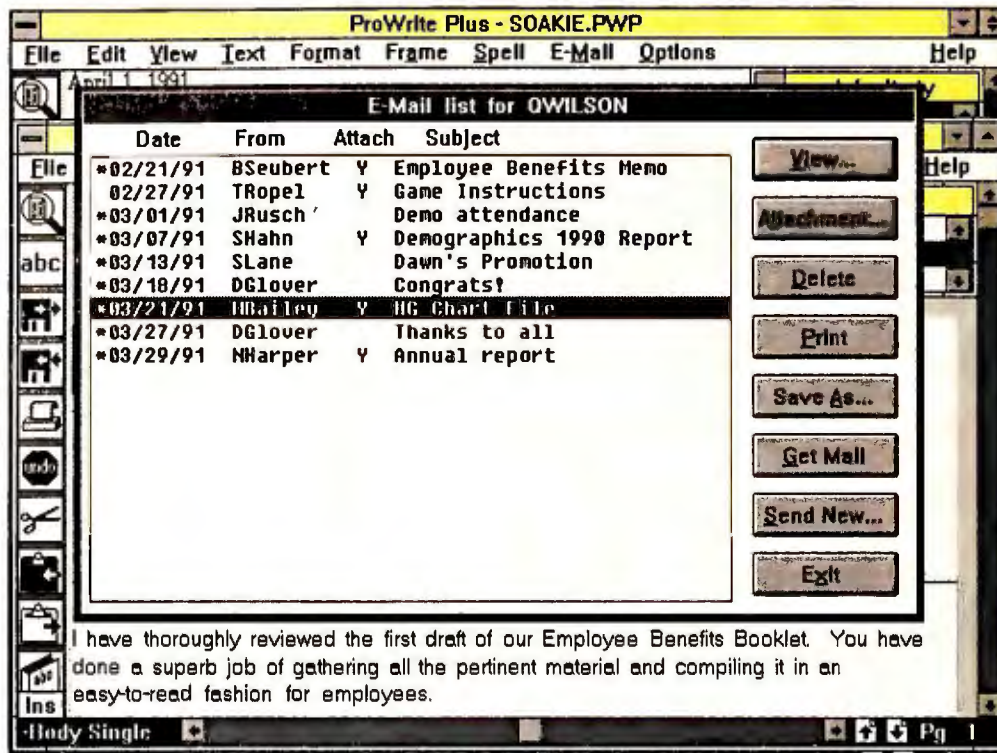 ProWrite Plus - SOAKIE.PWP
File Edit View Text Format Frame Spell E-Mail Options Help
April 1 1991
E-Mail list for QWILSON
Date From Attach Subject
File
Help
*02/21/91 BSeubert Y Employee Benefits Memo
02/27/91 TRopel Y Game Instructions
*03/01/91 JRusch Demo attendance
*03/07/91 SHahn Y Demographics 1990 Report
*03/13/91 SLane Dawn's Promotion
*03/18/91 DGlover Congrats!
*03/21/91 MBailey Y HG Chart File
*03/27/91 DGlover Thanks to all
*03/29/91 NHarper Y Annual report
View...
Attachment...
Delete
Print
Save As...
Get Mail
Send New...
Exit
abc
undo
abc
Ins
I have thoroughly reviewed the first draft of our Employee Benefits Booklet. You have
done a superb job of gathering all the pertinent material and compiling it in an
easy-to-read fashion for employees.
Body Single Pg 1